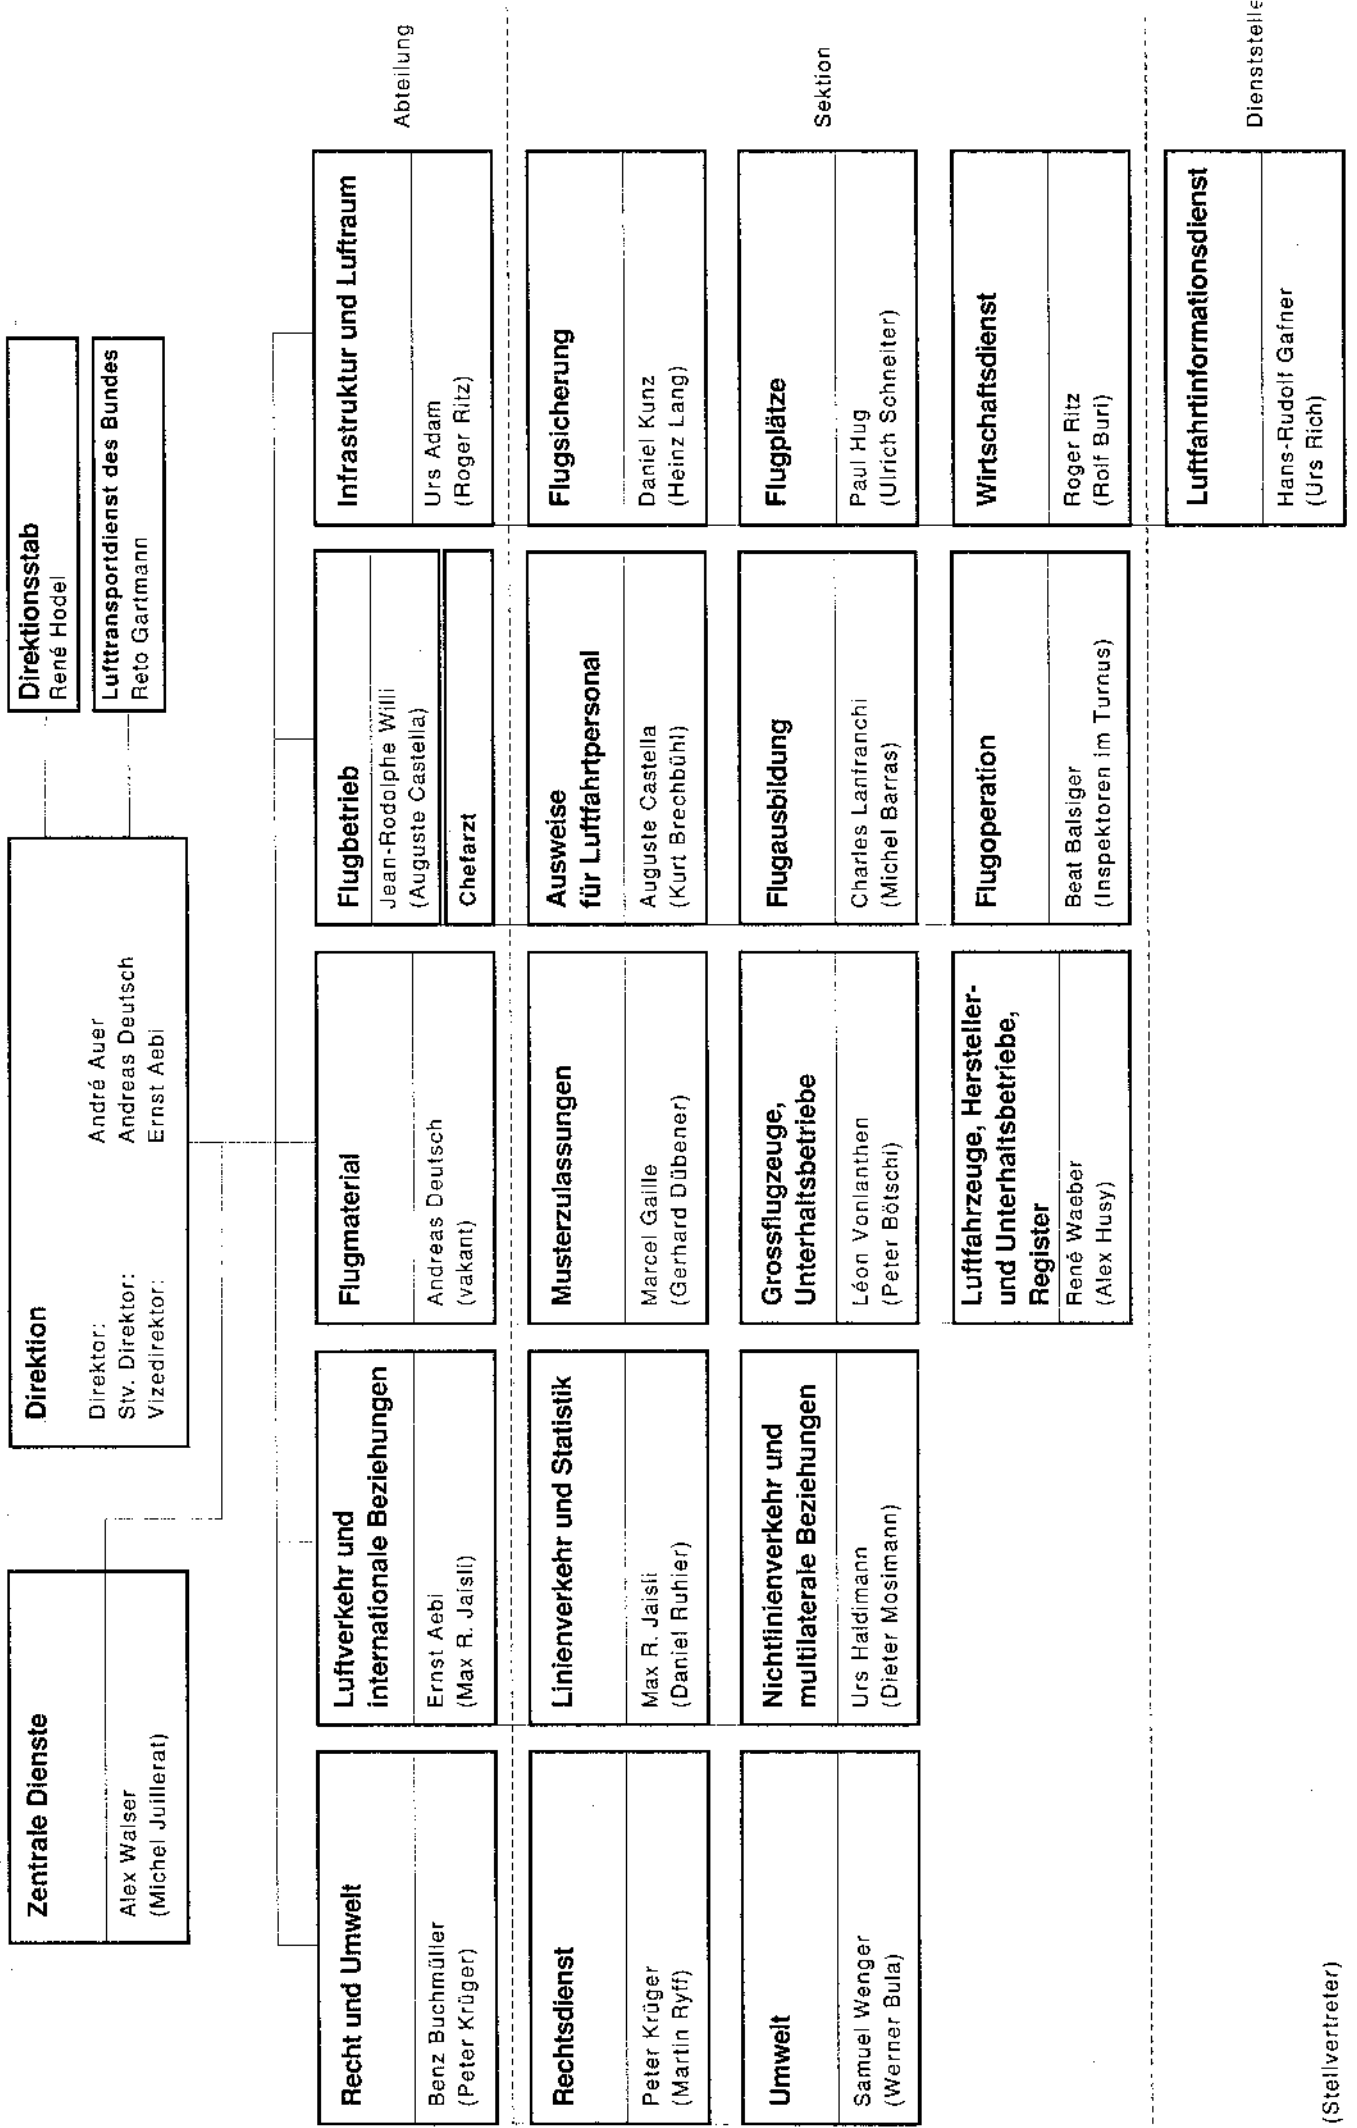 Zentrale Dienste
Alex Walser
(Michel Juillerat)
Direktion
Direktor: André Auer
Stv. Direktor: Andreas Deutsch
Vizedirektor: Ernst Aebi
Direktionsstab
René Hodel
Lufttransportdienst des Bundes
Reto Gartmann
Recht und Umwelt
Benz Buchmüller
(Peter Krüger)
Luftverkehr und
internationale Beziehungen
Ernst Aebi
(Max R. Jaisli)
Flugmaterial
Andreas Deutsch
(vakant)
Flugbetrieb
Jean-Rodolphe Willi
(Auguste Castella)
Chefarzt
Infrastruktur und Luftraum
Urs Adam
(Roger Ritz)
Abteilung
Rechtsdienst
Peter Krüger
(Martin Ryff)
Linienverkehr und Statistik
Max R. Jaisli
(Daniel Ruhier)
Musterzulassungen
Marcel Gaille
(Gerhard Dübener)
Ausweise
für Luftfahrtpersonal
Auguste Castella
(Kurt Brechbühl)
Flugsicherung
Daniel Kunz
(Heinz Lang)
Umwelt
Samuel Wenger
(Werner Bula)
Nichtlinienverkehr und
multilaterale Beziehungen
Urs Haldimann
(Dieter Mosimann)
Grossflugzeuge,
Unterhaltsbetriebe
Léon Vonlanthen
(Peter Bötschi)
Flugausbildung
Charles Lanfranchi
(Michel Barras)
Flugplätze
Paul Hug
(Ulrich Schneiter)
Sektion
Luftfahrzeuge, Hersteller-
und Unterhaltsbetriebe,
Register
René Waeber
(Alex Husy)
Flugoperation
Beat Balsiger
(Inspektoren im Turnus)
Wirtschaftsdienst
Roger Ritz
(Rolf Buri)
Luftfahrtinformationsdienst
Hans-Rudolf Gafner
(Urs Rich)
Dienststelle
(Stellvertreter)